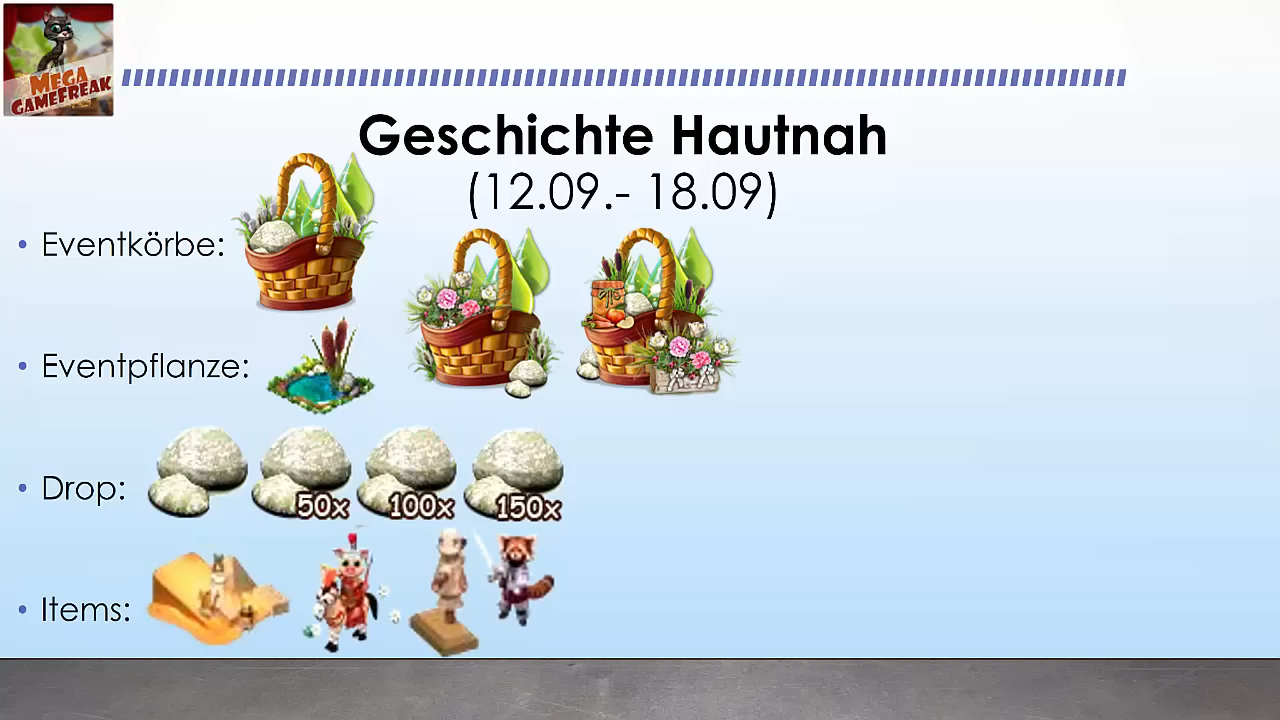 MEGA
GAMEFREAK
Geschichte Hautnah
(12.09.- 18.09)
• Eventkörbe:
• Eventpflanze:
• Drop:
50x 100x 150x
• Items: